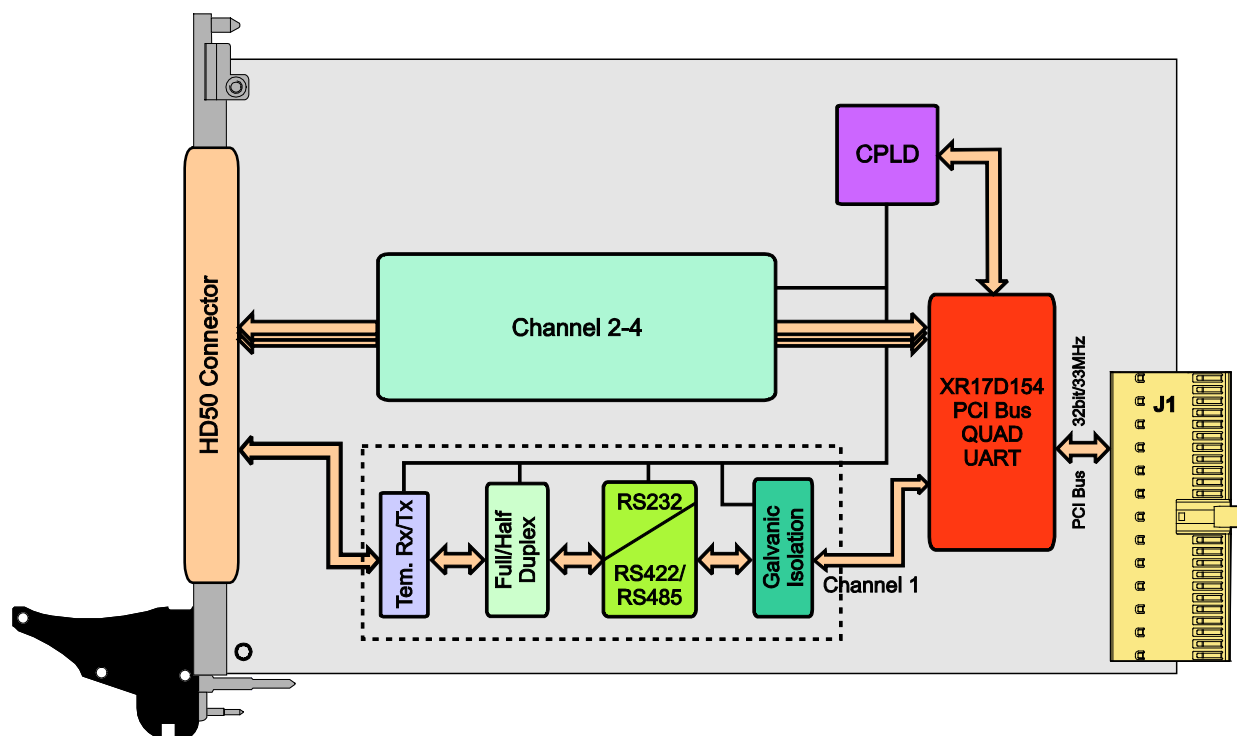 CPLD
Channel 2-4
HD50 Connector
XR17D154
PCI Bus
QUAD
UART
32bit/33MHz
PCI Bus
J1
Tem. Rx/Tx
Full/Half
Duplex
RS232
RS422/
RS485
Galvanic
Isolation
Channel 1